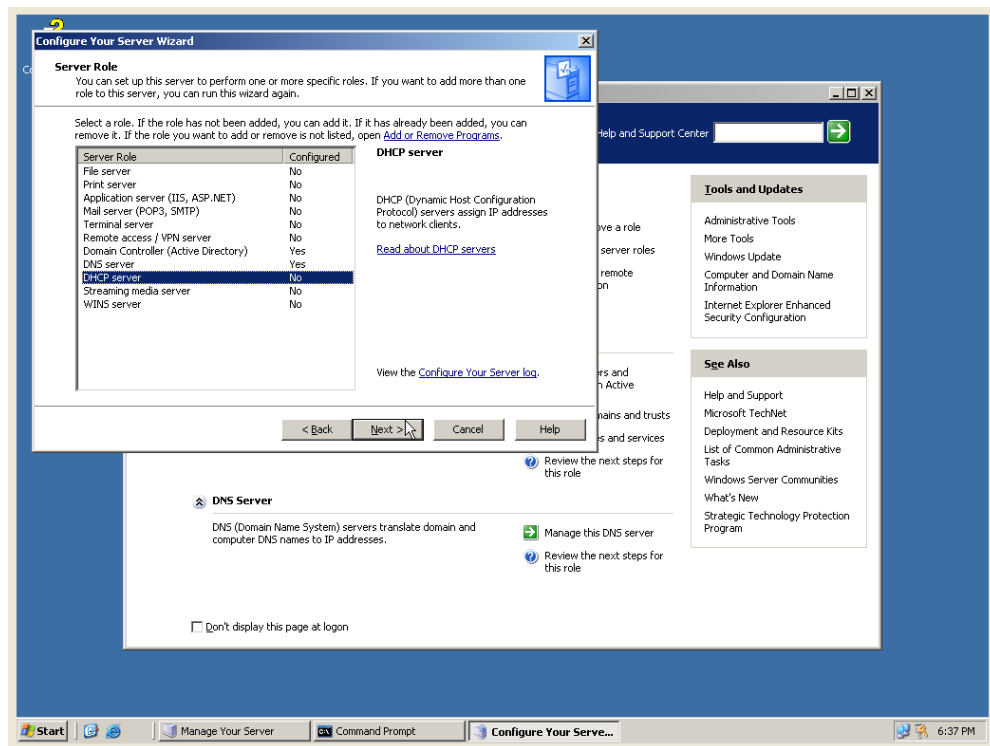 Configure Your Server Wizard
Server Role
You can set up this server to perform one or more specific roles. If you want to add more than one
role to this server, you can run this wizard again.
Select a role. If the role has not been added, you can add it. If it has already been added, you can
remove it. If the role you want to add or remove is not listed, open Add or Remove Programs.
Server Role Configured
File server No
Print server No
Application server (IIS, ASP.NET) No
Mail server (POP3, SMTP) No
Terminal server No
Remote access / VPN server No
Domain Controller (Active Directory) Yes
DNS server Yes
DHCP server No
Streaming media server No
WINS server No
DHCP server
DHCP (Dynamic Host Configuration
Protocol) servers assign IP addresses
to network clients.
Read about DHCP servers
View the Configure Your Server log.
< Back
Next >
Cancel
Help
Help and Support Center
server roles
remote
and
Active
and trusts
and services
Review the next steps for
this role
DNS Server
DNS (Domain Name System) servers translate domain and
computer DNS names to IP addresses.
Manage this DNS server
Review the next steps for
this role
Don't display this page at logon
Tools and Updates
Administrative Tools
More Tools
Windows Update
Computer and Domain Name
Information
Internet Explorer Enhanced
Security Configuration
See Also
Help and Support
Microsoft TechNet
Deployment and Resource Kits
List of Common Administrative
Tasks
Windows Server Communities
What's New
Strategic Technology Protection
Program
Start
Manage Your Server
Command Prompt
Configure Your Serve...
6:37 PM